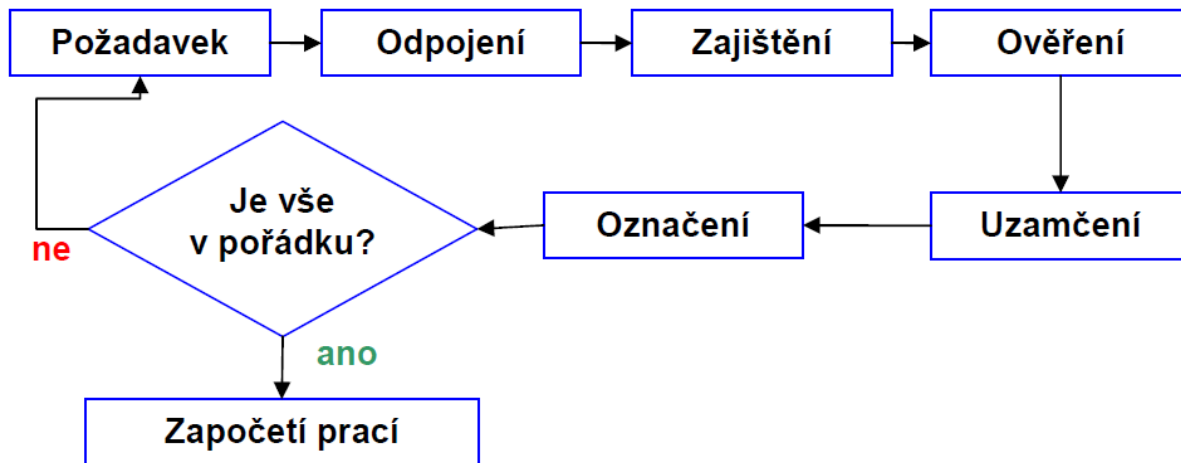 Požadavek
Odpojení
Zajištění
Ověření
Uzamčení
Označení
Je vše
v pořádku?
ne
ano
Započetí prací